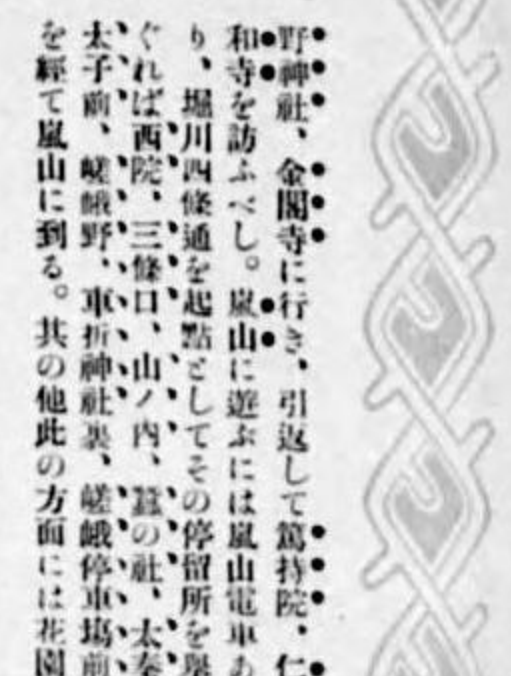 野神社、金閣寺に行き、引返して篤持院、仁
和寺を訪ふべし。嵐山に遊ぶには嵐山電車あ
り、堀川四條通を起點としてその停留所を擧
ぐれば西院、三條口、山ノ内、蠶の社、太秦
太子前、嵯峨野、車折神社裏、嵯峨停車塲前
を經て嵐山に到る。其の他此の方面には花園